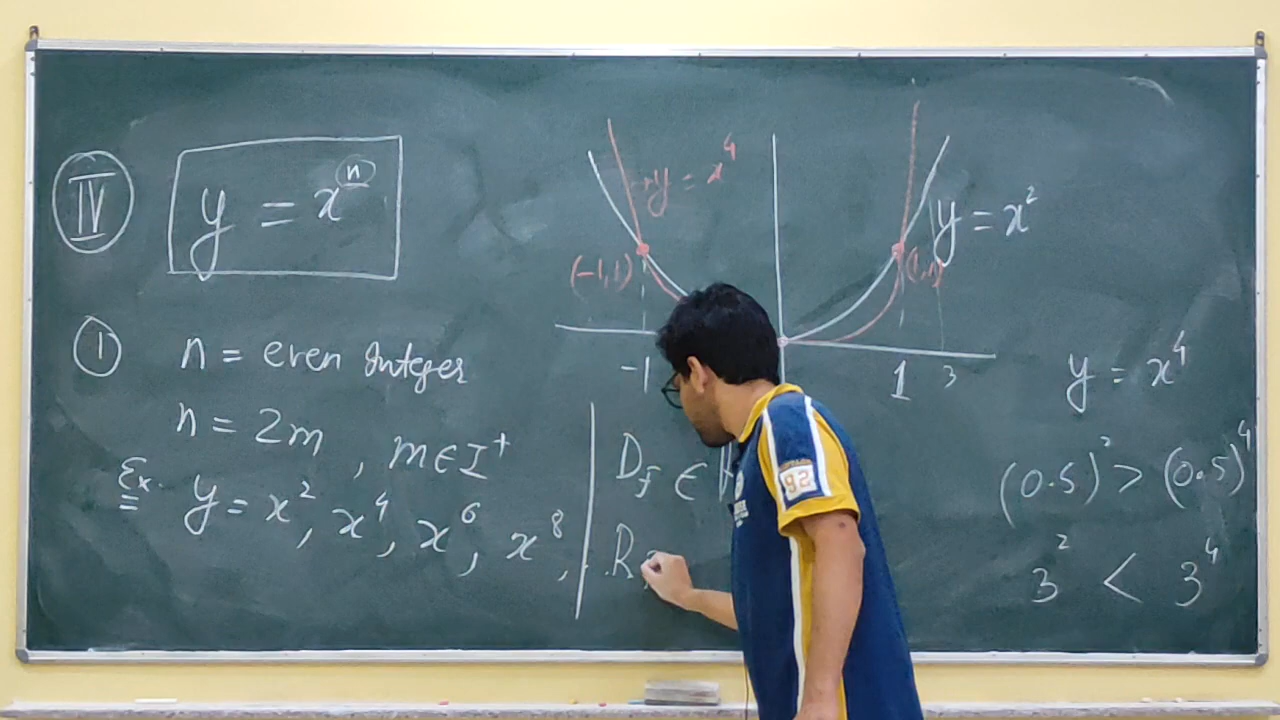 IV
y = x^n
① n = even Integer
n = 2m , m ∈ I⁺
Ex. y = x², x⁴, x⁶, x⁸,
y = x⁴
y = x²
(-1,1)
(1,1)
-1
1
3
D_f ∈
R
y = x⁴
(0.5)² > (0.5)⁴
3² < 3⁴
92